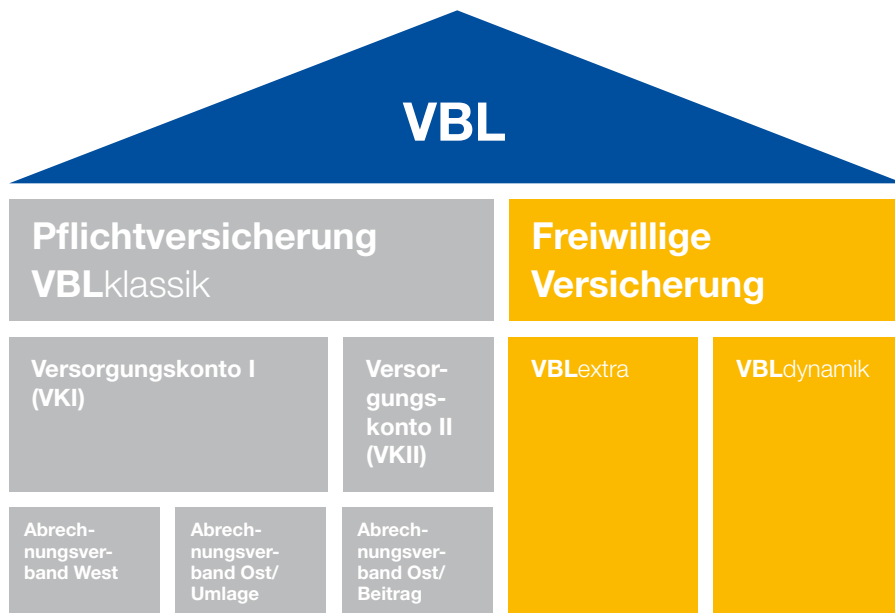 VBL
Pflichtversicherung
VBLklassik
Freiwillige
Versicherung
Versorgungskonto I
(VKI)
Versor-
gungs-
konto II
(VKII)
VBLextra
VBLdynamik
Abrech-
nungsver-
band West
Abrech-
nungsver-
band Ost/
Umlage
Abrech-
nungsver-
band Ost/
Beitrag